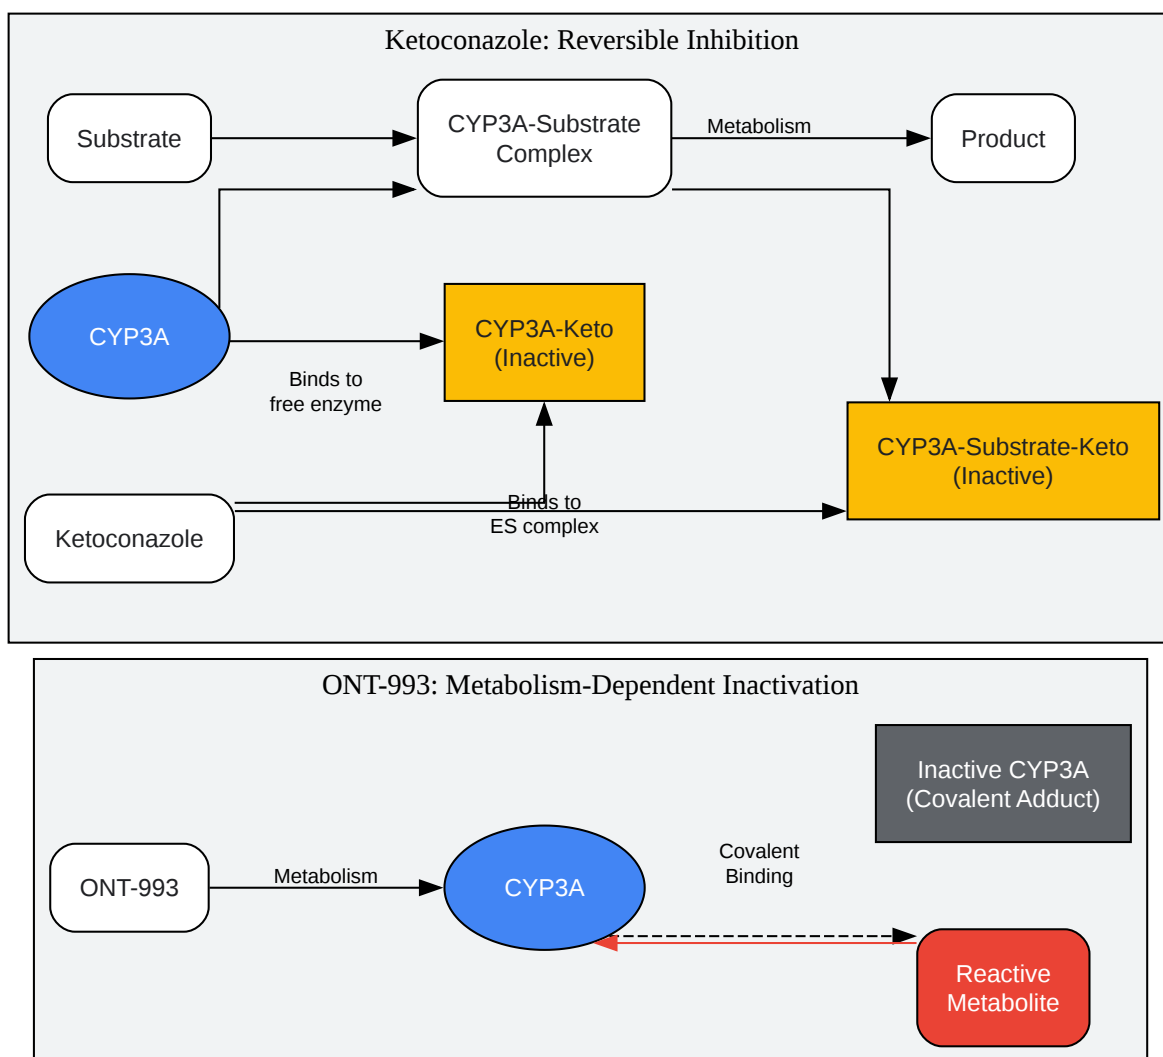 Ketoconazole: Reversible Inhibition
Substrate
CYP3A-Substrate
Complex
Metabolism
Product
CYP3A
Binds to
free enzyme
CYP3A-Keto
(Inactive)
CYP3A-Substrate-Keto
(Inactive)
Ketoconazole
Binds to
ES complex
ONT-993: Metabolism-Dependent Inactivation
Inactive CYP3A
(Covalent Adduct)
ONT-993
Metabolism
CYP3A
Covalent
Binding
Reactive
Metabolite